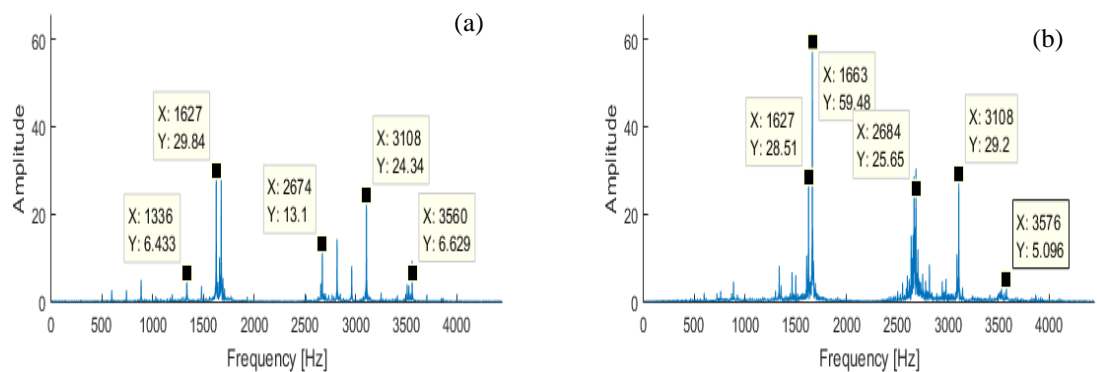 (a)
Amplitude
60
40
20
0
X: 1336
Y: 6.433
X: 1627
Y: 29.84
X: 2674
Y: 13.1
X: 3108
Y: 24.34
X: 3560
Y: 6.629
0 500 1000 1500 2000 2500 3000 3500 4000
Frequency [Hz]
(b)
Amplitude
60
40
20
0
X: 1627
Y: 28.51
X: 1663
Y: 59.48
X: 2684
Y: 25.65
X: 3108
Y: 29.2
X: 3576
Y: 5.096
0 500 1000 1500 2000 2500 3000 3500 4000
Frequency [Hz]